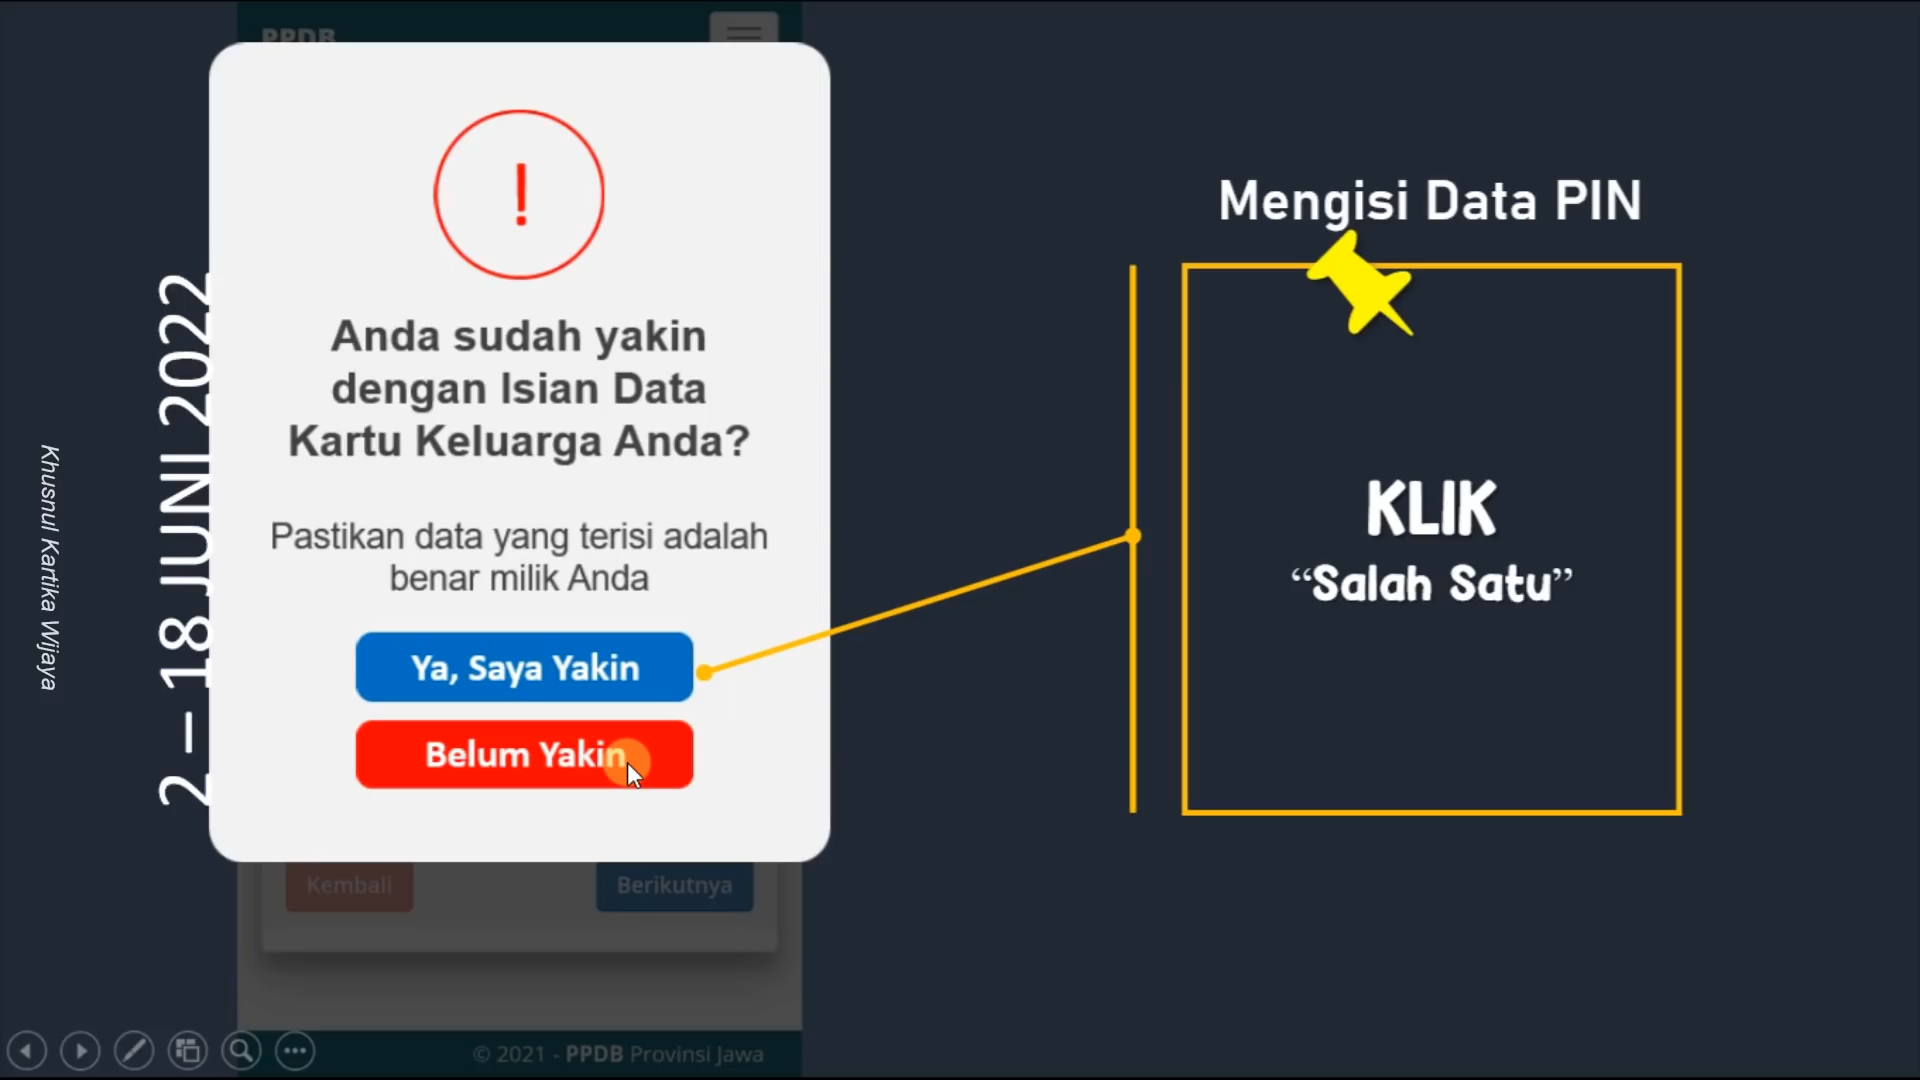 PPDB
!
Anda sudah yakin
dengan Isian Data
Kartu Keluarga Anda?
Pastikan data yang terisi adalah
benar milik Anda
Ya, Saya Yakin
Belum Yakin
Kembali
Berikutnya
© 2021 - PPDB Provinsi Jawa
2 – 18 JUNI 2022
Khusnul Kartika Wijaya
Mengisi Data PIN
KLIK
“Salah Satu”